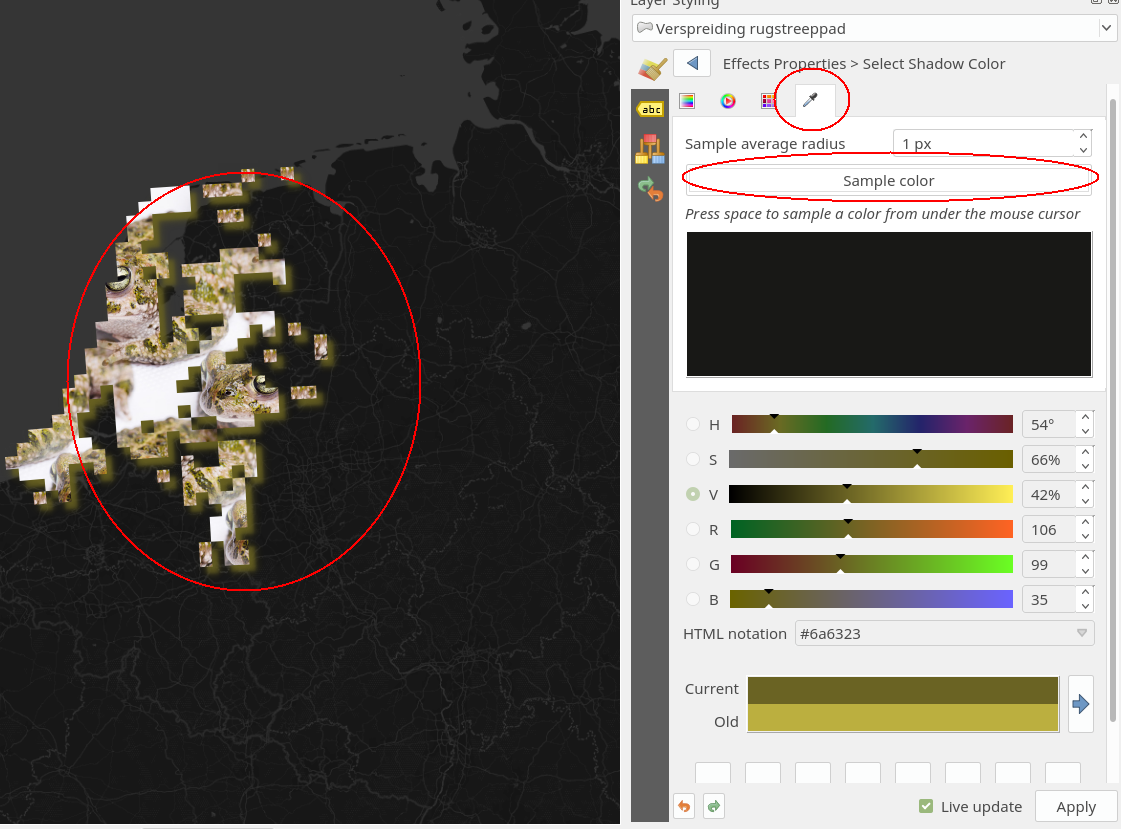 Layer Styling
Verspreiding rugstreeppad
Effects Properties > Select Shadow Color
abc
Sample average radius 1 px
Sample color
Press space to sample a color from under the mouse cursor
H 54°
S 66%
V 42%
R 106
G 99
B 35
HTML notation #6a6323
Current
Old
Live update Apply